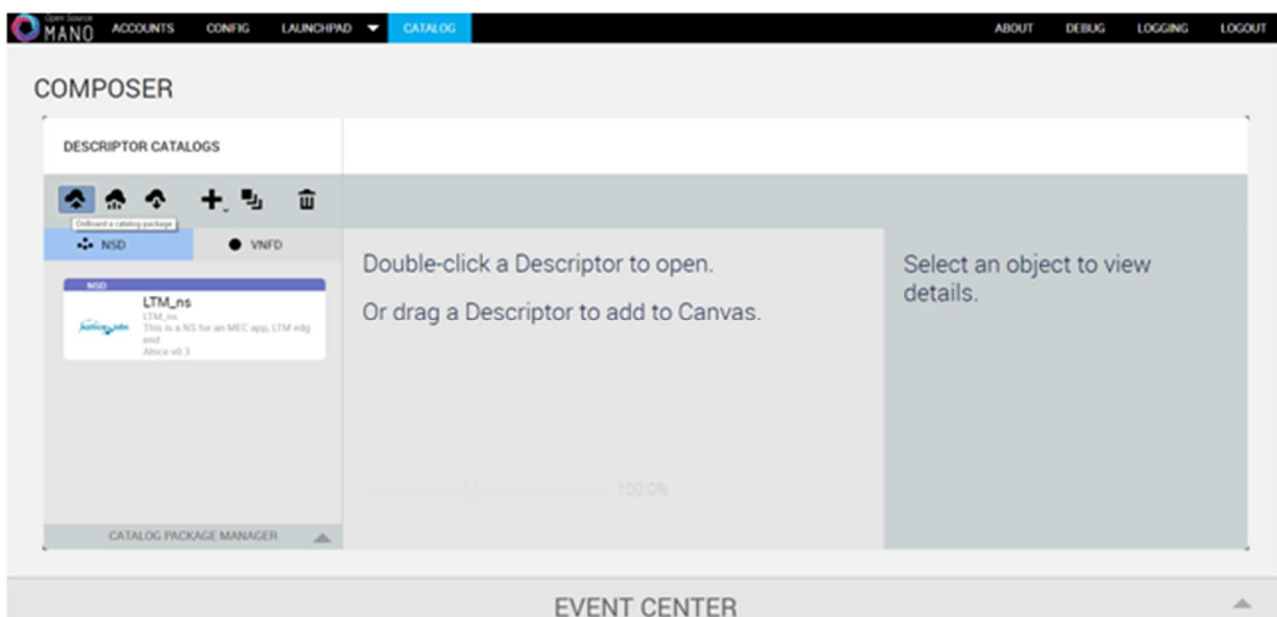 Open Source
MANO ACCOUNTS CONFIG LAUNCHPAD CATALOG ABOUT DEBUG LOGGING LOGOUT
COMPOSER
DESCRIPTOR CATALOGS
OnBoard a catalog package
NSD VNFD
NSD
LTM_ns
LTM_ns
This is a NS for an MEC app, LTM edg
end
Altice v0.3
Double-click a Descriptor to open.
Or drag a Descriptor to add to Canvas.
Select an object to view
details.
100.0%
CATALOG PACKAGE MANAGER
EVENT CENTER